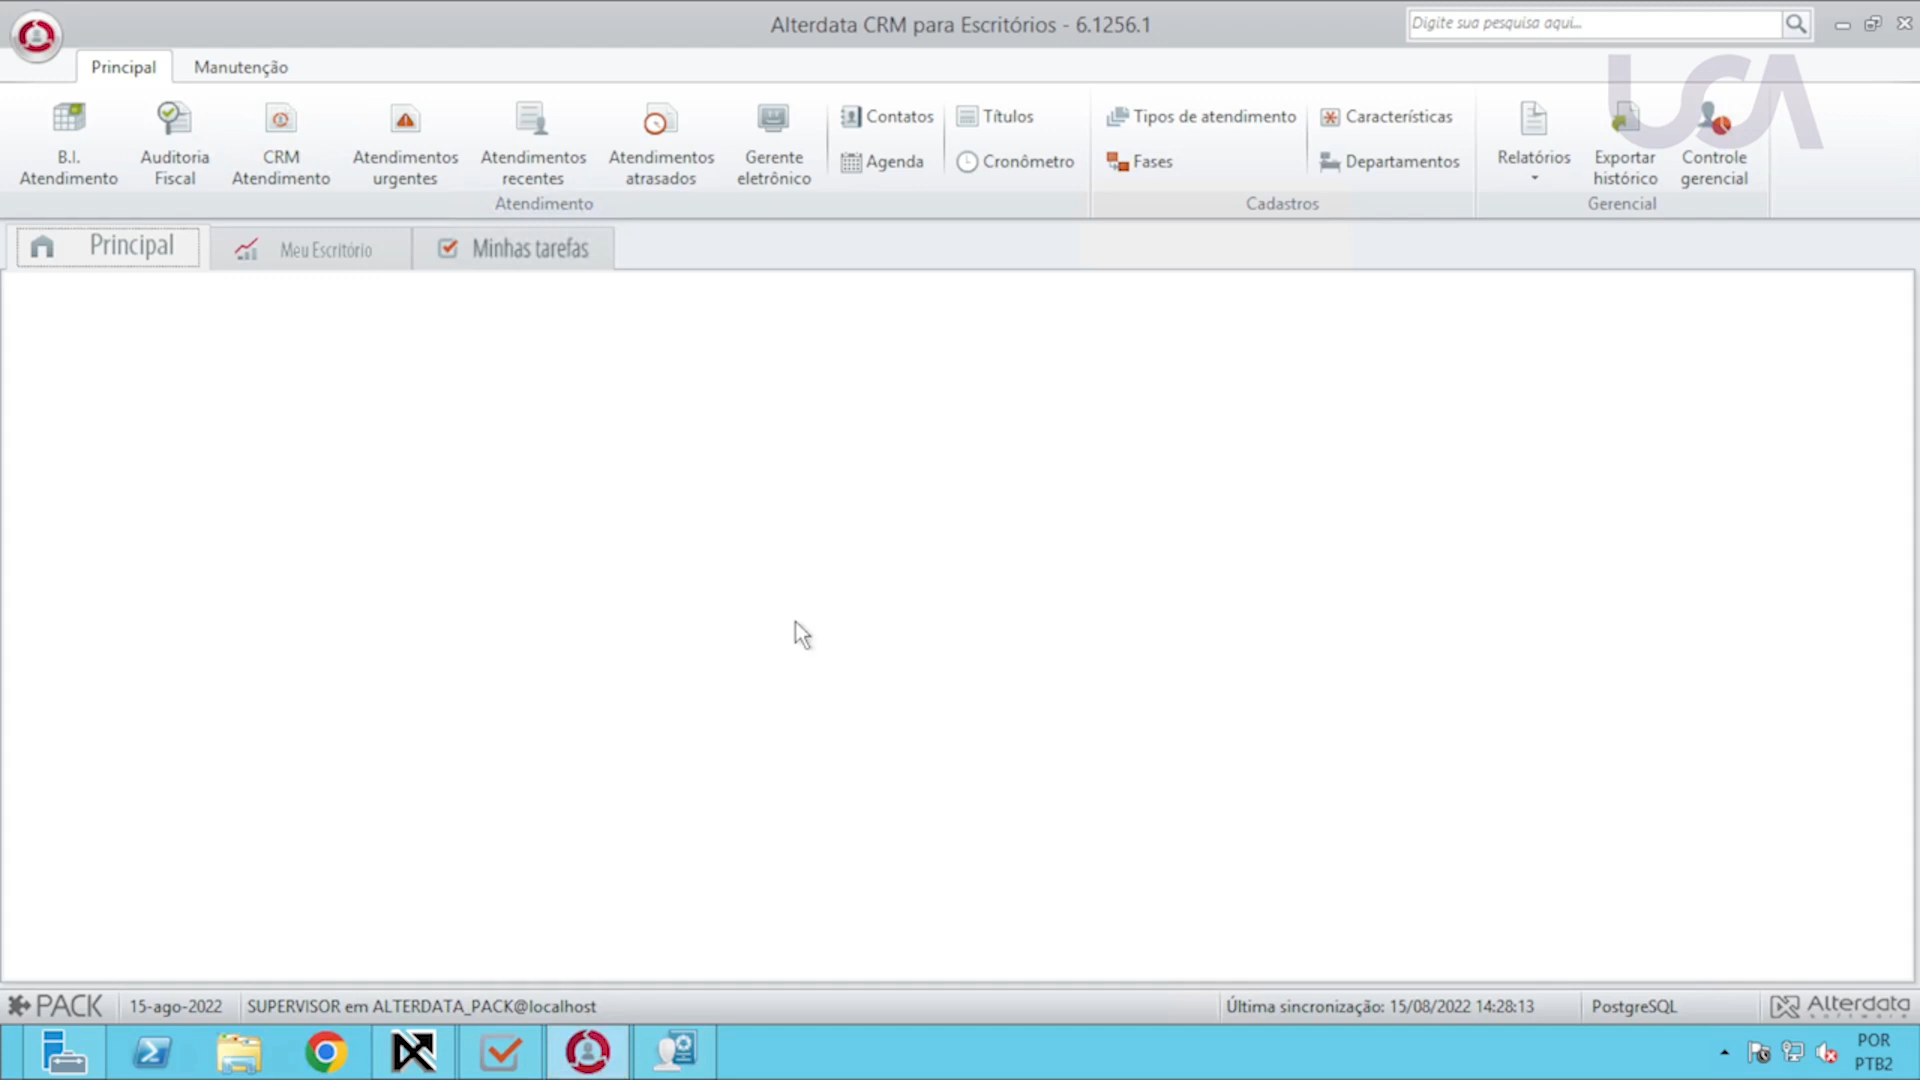 Alterdata CRM para Escritórios - 6.1256.1
Digite sua pesquisa aqui...
Principal
Manutenção
UCA
B.I. Atendimento
Auditoria Fiscal
CRM Atendimento
Atendimentos urgentes
Atendimentos recentes
Atendimentos atrasados
Gerente eletrônico
Contatos
Agenda
Títulos
Cronômetro
Atendimento
Tipos de atendimento
Fases
Características
Departamentos
Cadastros
Relatórios
Exportar histórico
Controle gerencial
Gerencial
Principal
Meu Escritório
Minhas tarefas
PACK
15-ago-2022
SUPERVISOR em ALTERDATA_PACK@localhost
Última sincronização: 15/08/2022 14:28:13
PostgreSQL
Alterdata
software
POR
PTB2